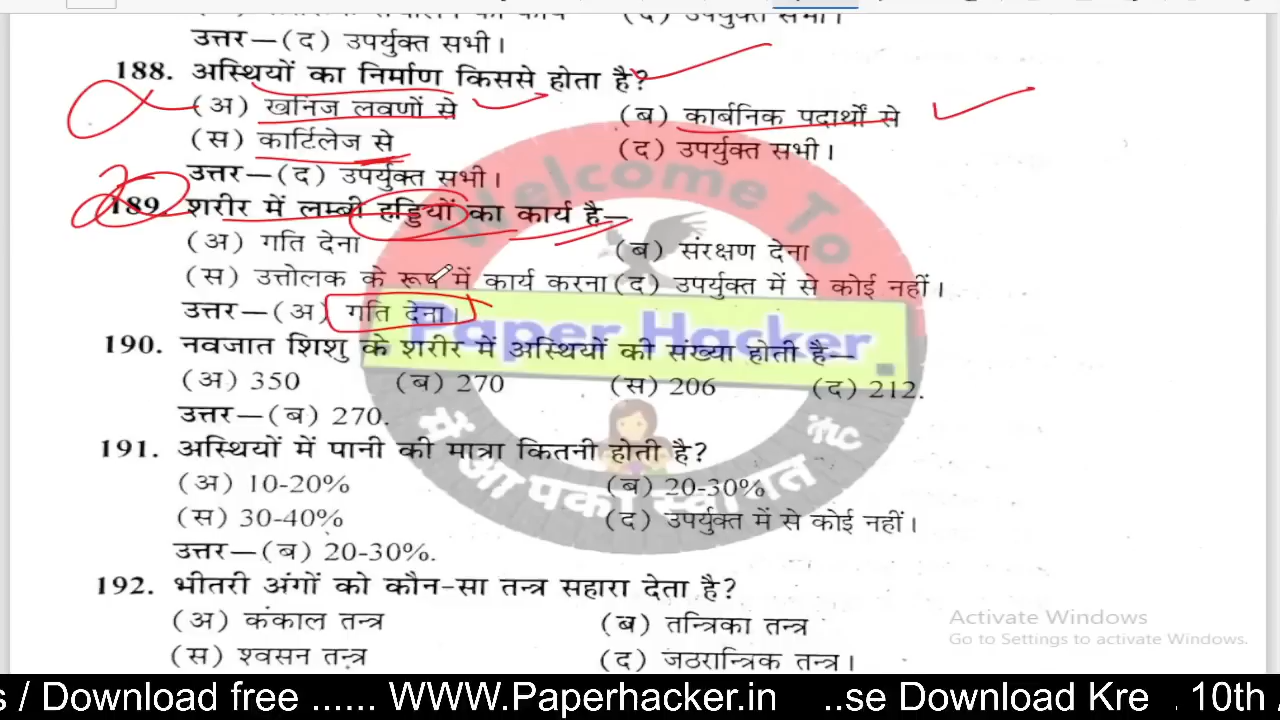 (द) उपर्युक्त सभी।
उत्तर—(द) उपर्युक्त सभी।
188. अस्थियों का निर्माण किससे होता है?
(अ) खनिज लवणों से (ब) कार्बनिक पदार्थों से
(स) कार्टिलेज से (द) उपर्युक्त सभी।
उत्तर—(द) उपर्युक्त सभी।
189. शरीर में लम्बी हड्डियों का कार्य है—
(अ) गति देना (ब) संरक्षण देना
(स) उत्तोलक के रूप में कार्य करना (द) उपर्युक्त में से कोई नहीं।
उत्तर—(अ) गति देना।
190. नवजात शिशु के शरीर में अस्थियों की संख्या होती है—
(अ) 350 (ब) 270 (स) 206 (द) 212.
उत्तर—(ब) 270.
191. अस्थियों में पानी की मात्रा कितनी होती है?
(अ) 10-20% (ब) 20-30%
(स) 30-40% (द) उपर्युक्त में से कोई नहीं।
उत्तर—(ब) 20-30%.
192. भीतरी अंगों को कौन-सा तन्त्र सहारा देता है?
(अ) कंकाल तन्त्र (ब) तन्त्रिका तन्त्र
(स) श्वसन तन्त्र (द) जठरान्त्रिक तन्त्र।
Welcome To
Paper Hacker.
में आपका स्वागत है
Activate Windows
Go to Settings to activate Windows.
s / Download free ...... WWW.Paperhacker.in ..se Download Kre . 10th